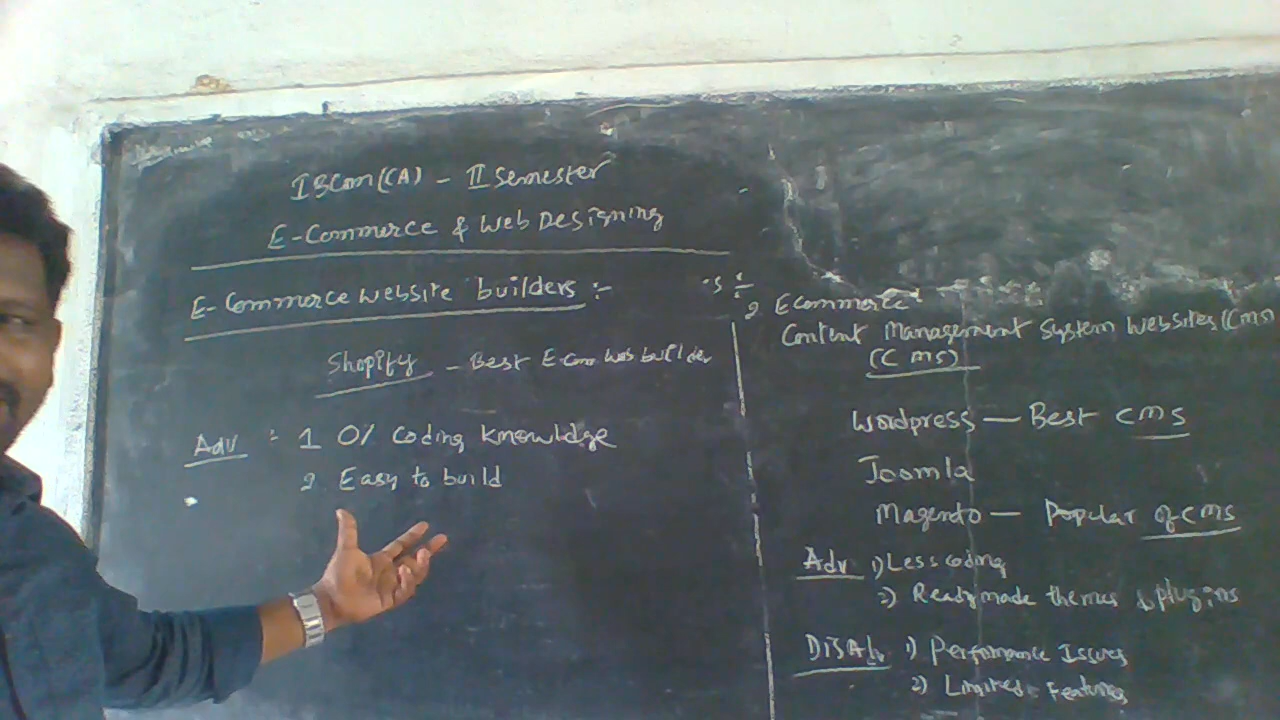 I BCom(CA) - II Semester
E-Commerce & Web Designing
E-Commerce website builders :-
Shopify - Best E-Com Web builder
Adv : 1 0% Coding Knowldge
2 Easy to build
2 Ecommerce
Content Management System Websites (CMS)
(CMS)
Wordpress — Best CMS
Joomla
Magento — Popular of CMS
Adv 1) Less coding
2) Readymade themes & plugins
DisAdv 1) Performance Issues
2) Limited Features